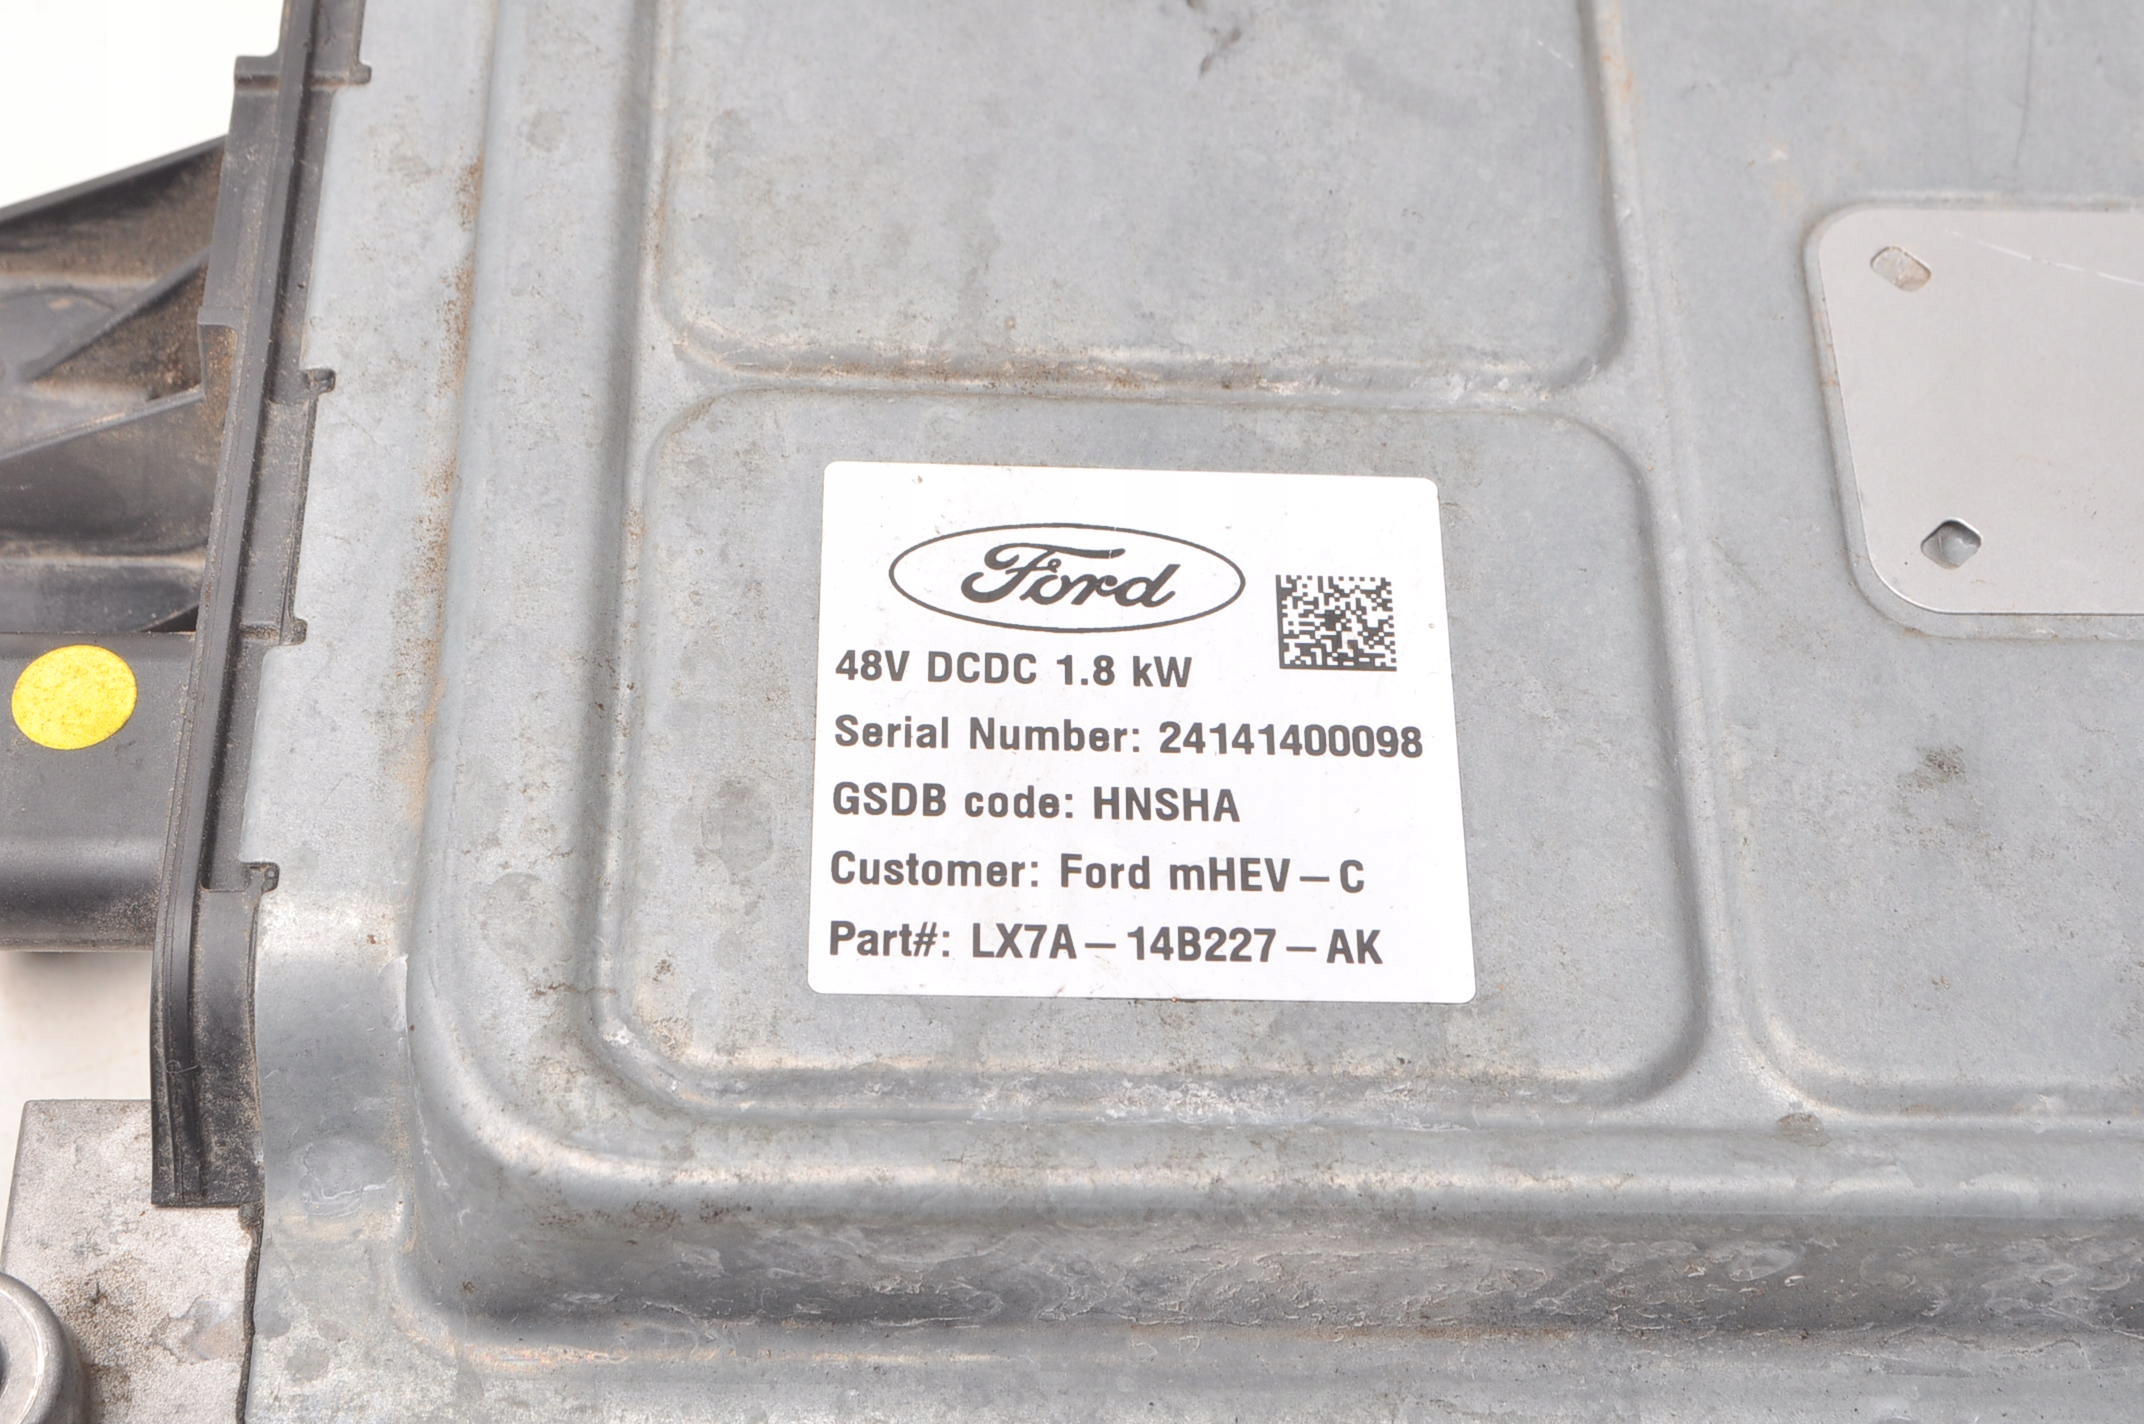 Ford
48V DCDC 1.8 kW
Serial Number: 24141400098
GSDB code: HNSHA
Customer: Ford mHEV–C
Part#: LX7A–14B227–AK